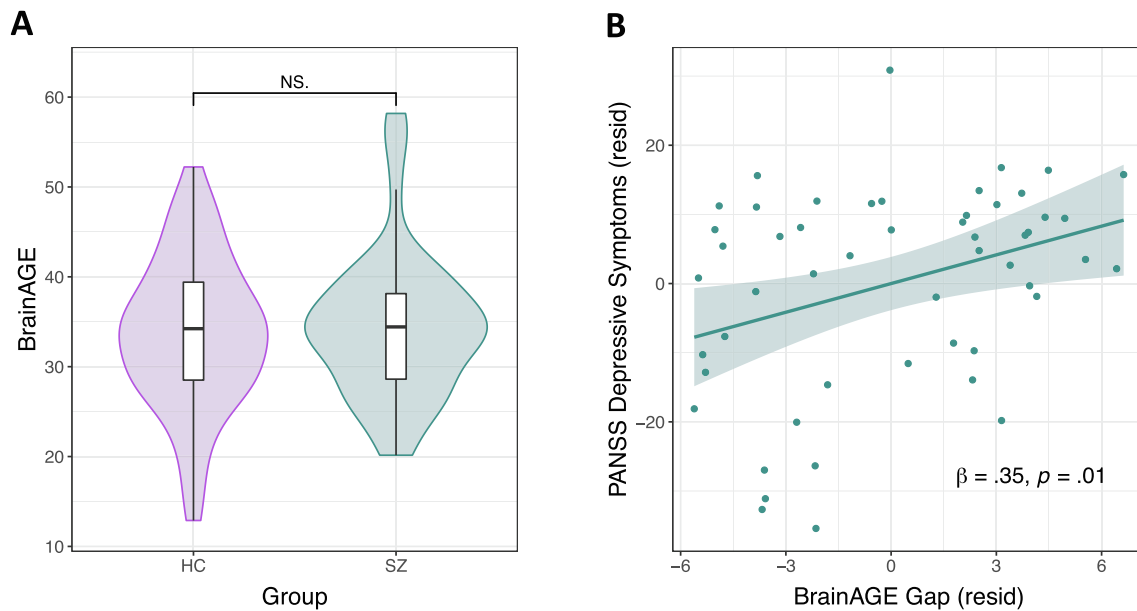 A
BrainAGE
60
50
40
30
20
10
NS.
HC
SZ
Group
B
PANSS Depressive Symptoms (resid)
20
0
−20
β = .35, p = .01
−6
−3
0
3
6
BrainAGE Gap (resid)